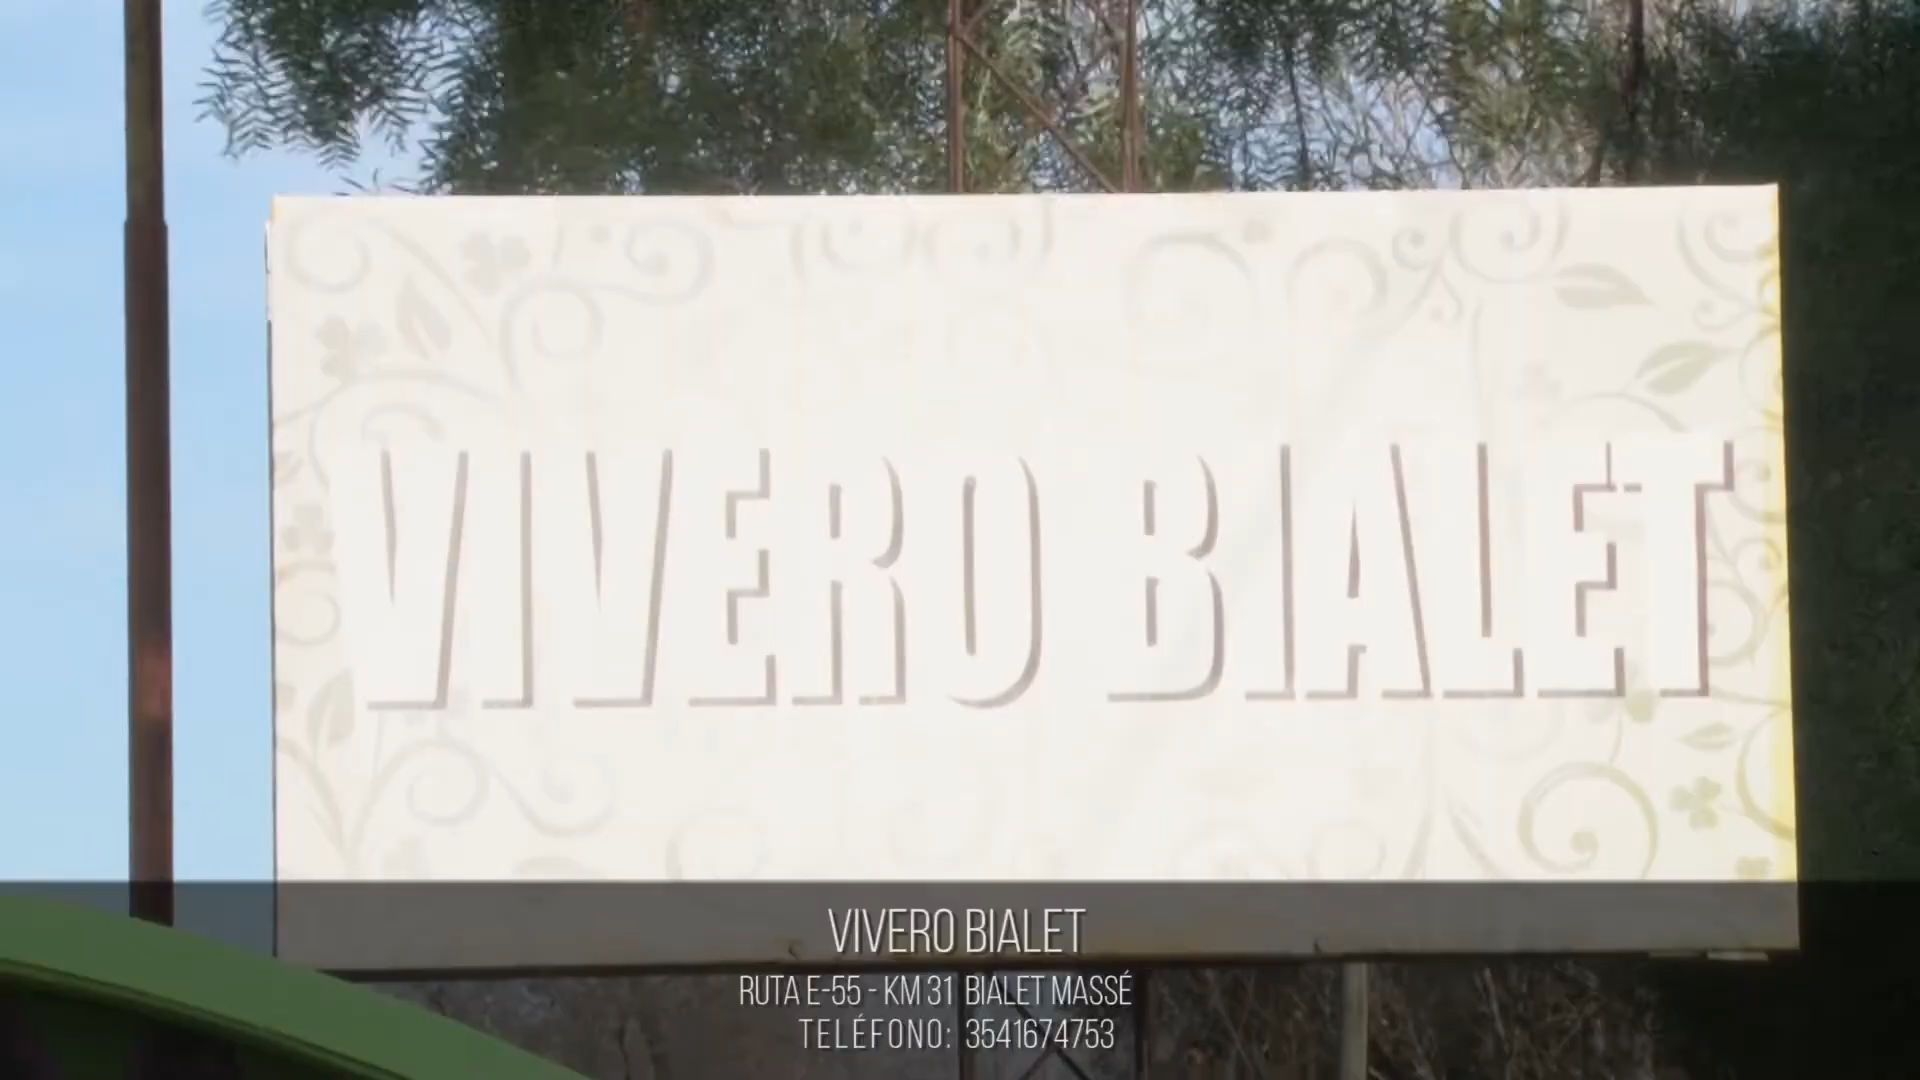 VIVERO BIALET
VIVERO BIALET
RUTA E-55 - KM 31 BIALET MASSÉ
TELÉFONO: 3541674753